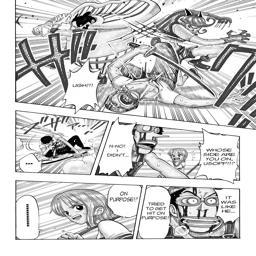 UGH!!!
WHOSE
SIDE ARE
YOU ON,
USOPP!!?
N-NO!
I
DIDN'T...
...
IT WAS
LIKE
HE...
TRIED TO
GET HIT
ON
PURPOSE!
ON
PURPOSE!?